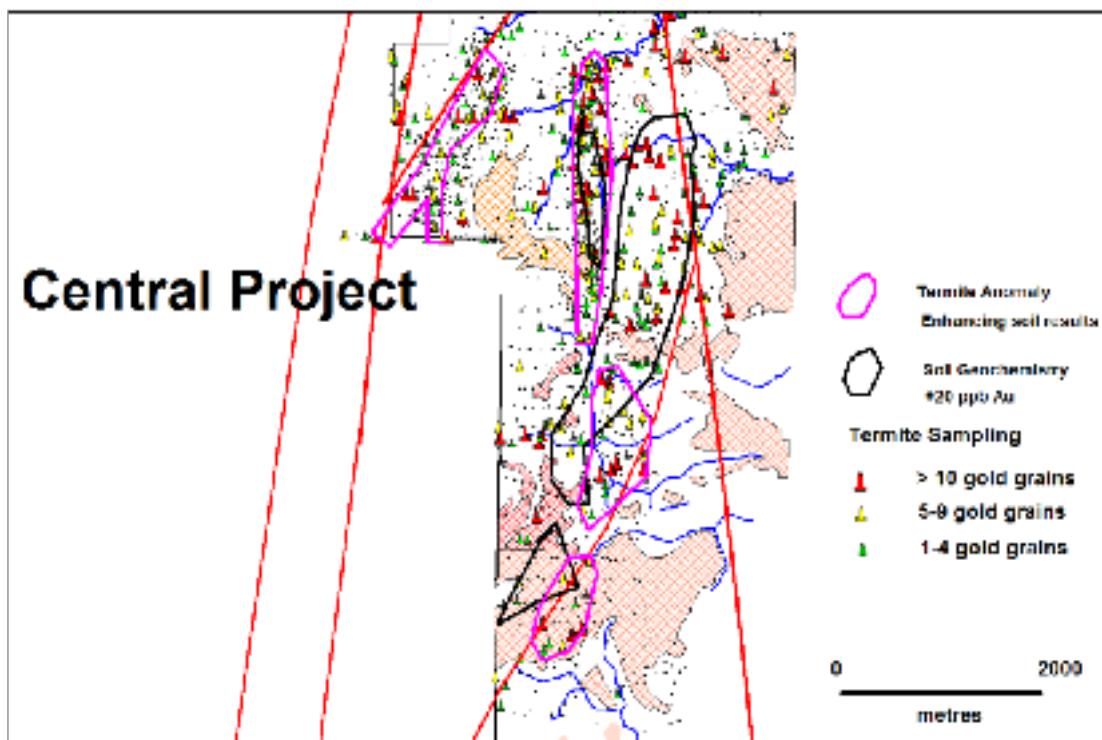 Central Project
Termite Anomaly
Enhancing soil results
Soil Geochemistry
+20 ppb Au
Termite Sampling
> 10 gold grains
5-9 gold grains
1-4 gold grains
0 2000
metres